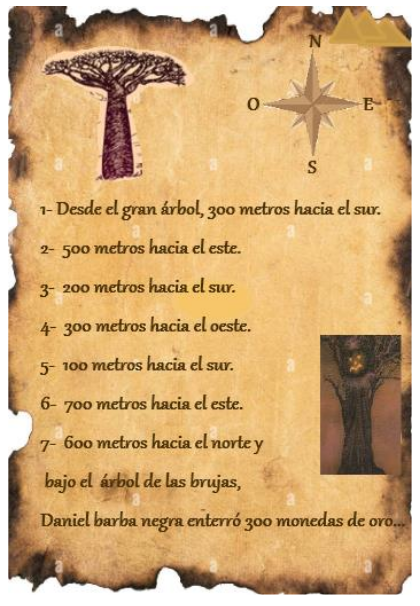 N
O E
S
1- Desde el gran árbol, 300 metros hacia el sur.
2- 500 metros hacia el este.
3- 200 metros hacia el sur.
4- 300 metros hacia el oeste.
5- 100 metros hacia el sur.
6- 700 metros hacia el este.
7- 600 metros hacia el norte y
bajo el árbol de las brujas,
Daniel barba negra enterró 300 monedas de oro...